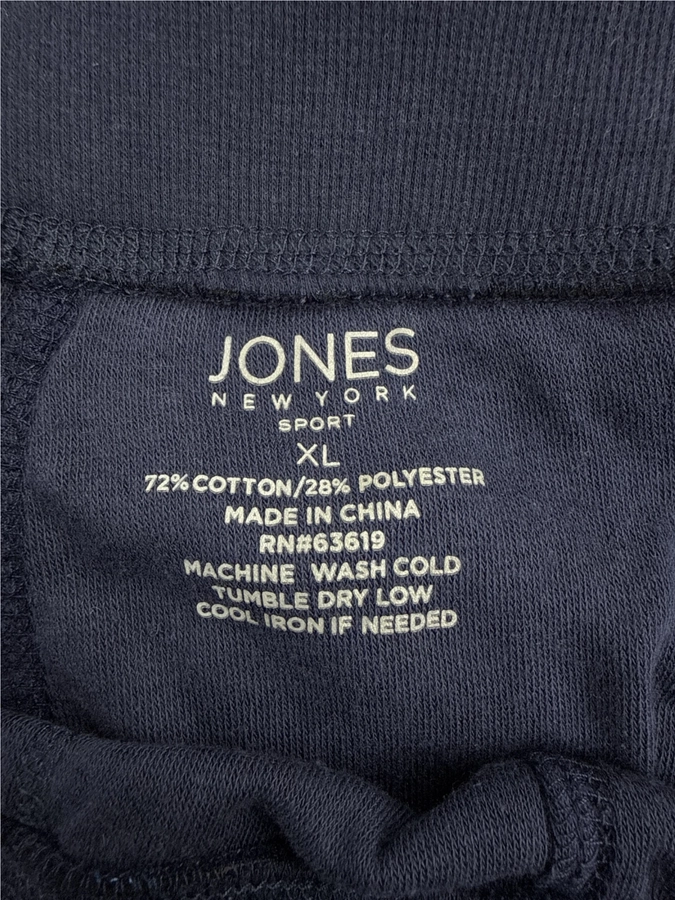 JONES
NEW YORK
SPORT
XL
72% COTTON/28% POLYESTER
MADE IN CHINA
RN#63619
MACHINE WASH COLD
TUMBLE DRY LOW
COOL IRON IF NEEDED